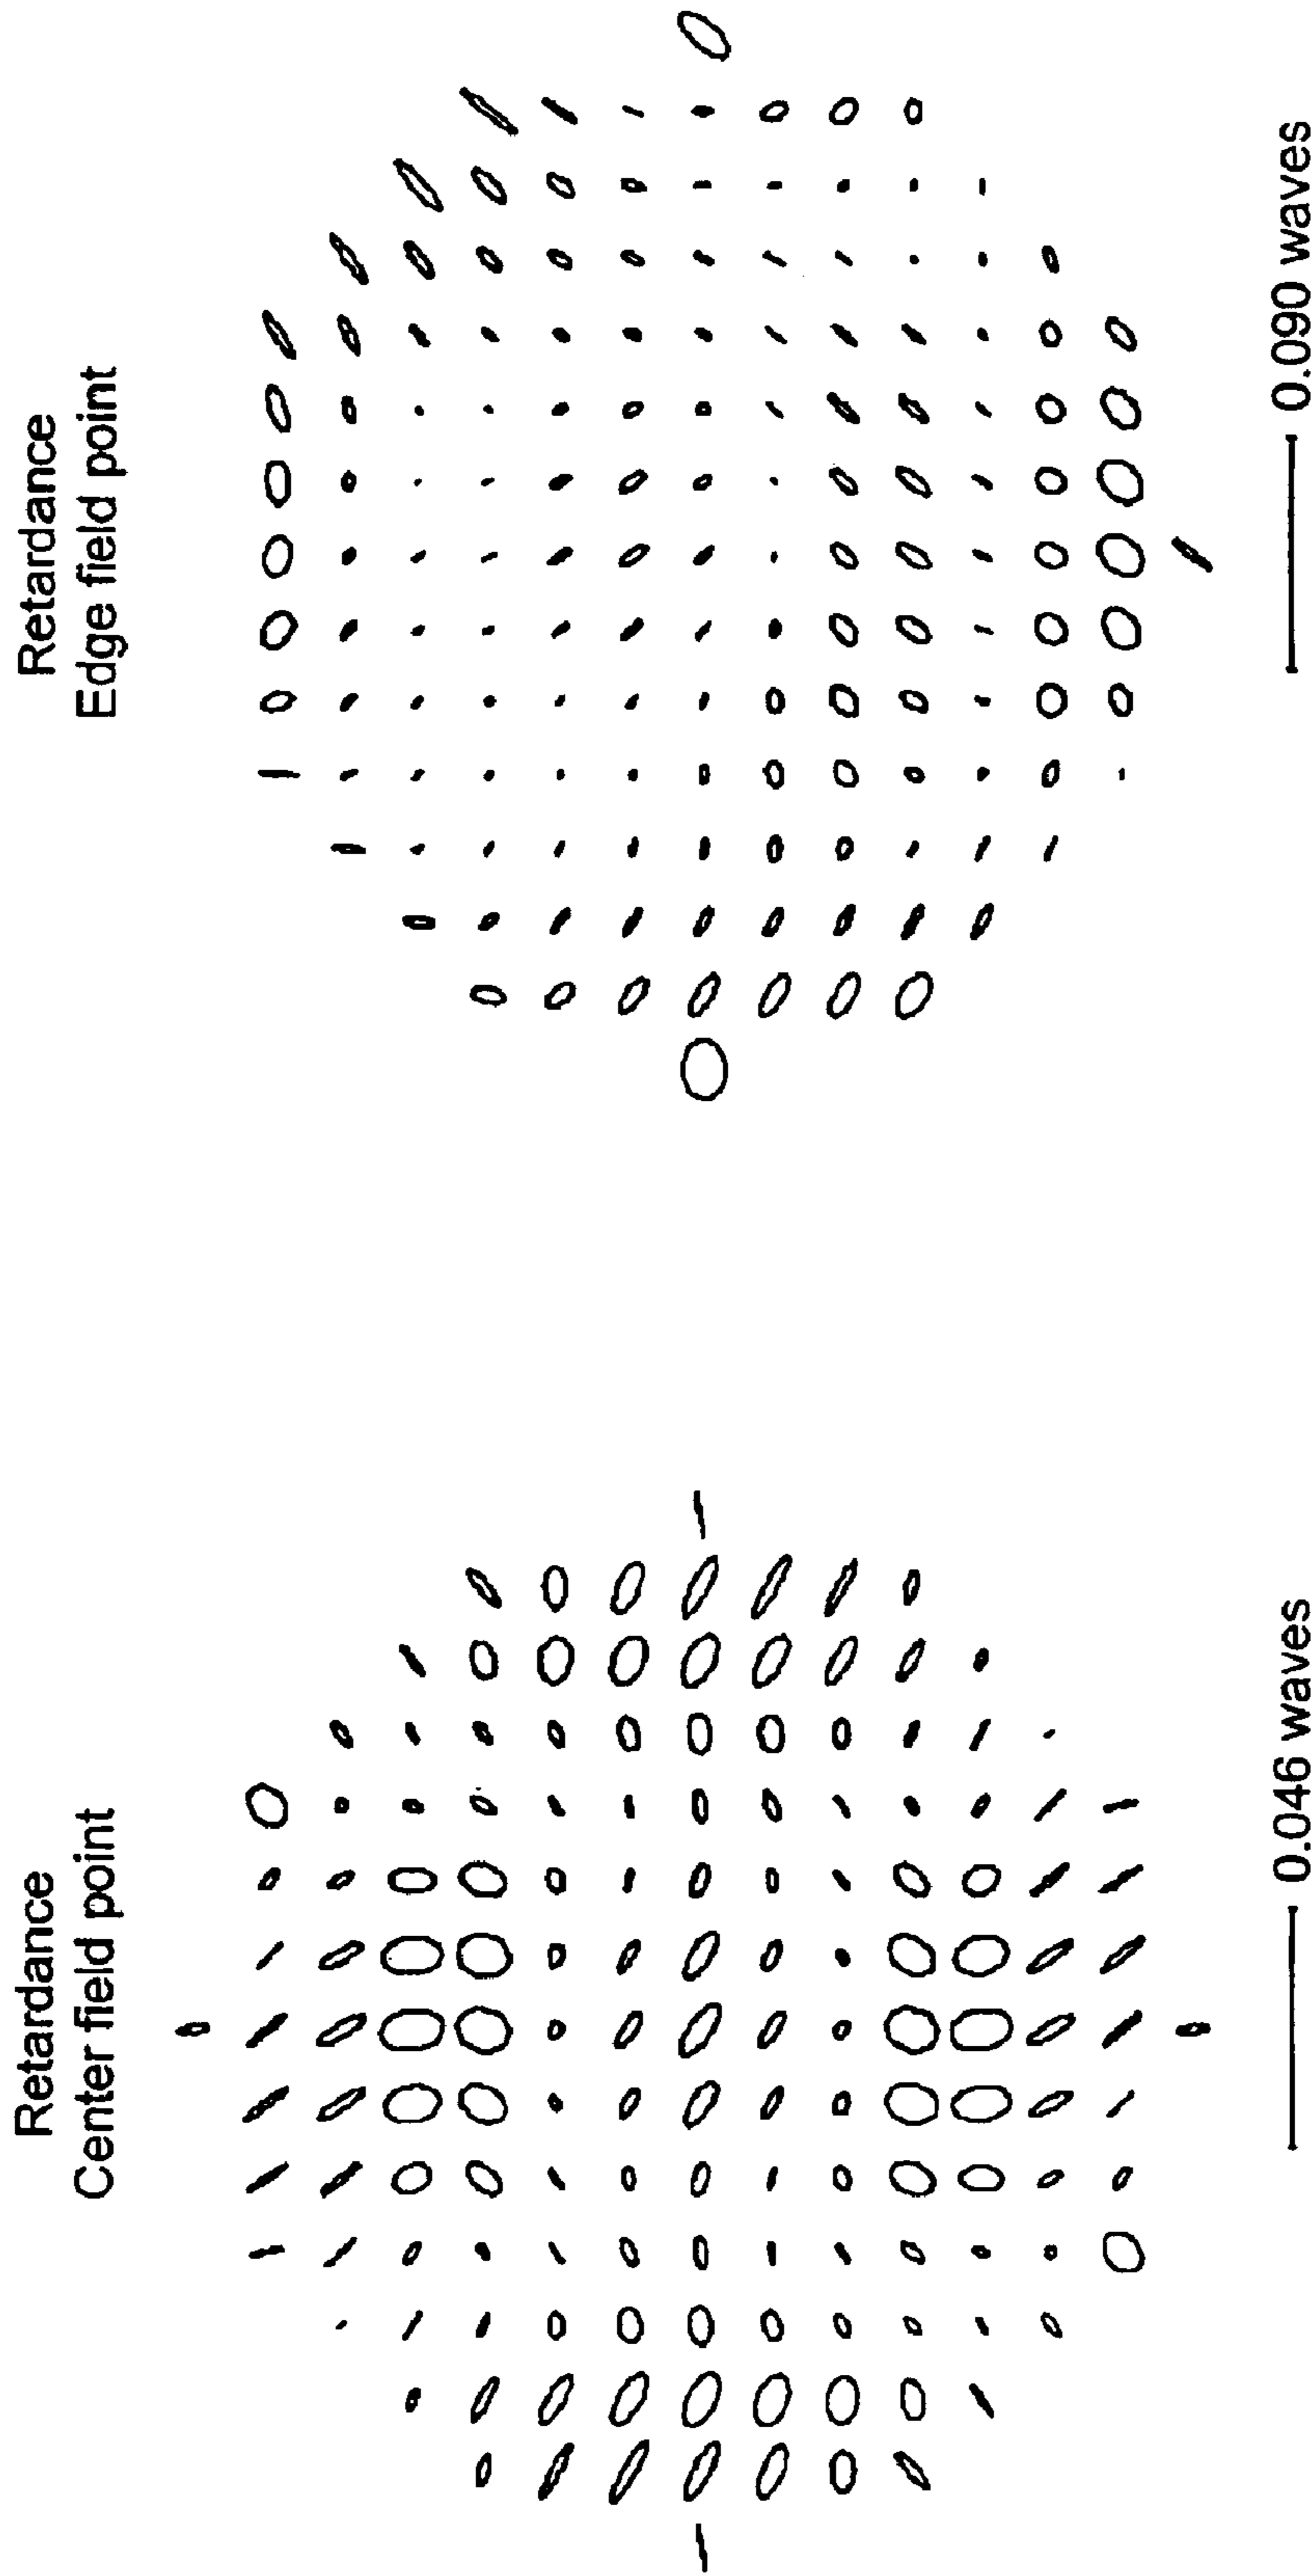 Retardance
Center field point
0.046 waves
Retardance
Edge field point
0.090 waves